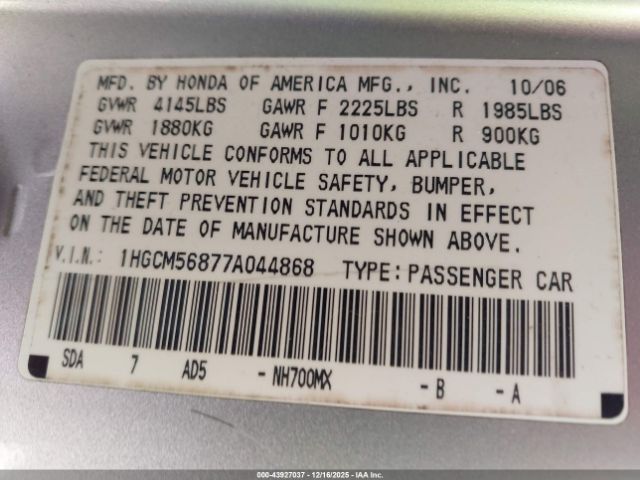 MFD. BY HONDA OF AMERICA MFG., INC. 10/06
GVWR 4145LBS GAWR F 2225LBS R 1985LBS
GVWR 1880KG GAWR F 1010KG R 900KG
THIS VEHICLE CONFORMS TO ALL APPLICABLE
FEDERAL MOTOR VEHICLE SAFETY, BUMPER,
AND THEFT PREVENTION STANDARDS IN EFFECT
ON THE DATE OF MANUFACTURE SHOWN ABOVE.
V.I.N.: 1HGCM56877A044868 TYPE: PASSENGER CAR
SDA 7 AD5 - NH700MX - B - A
000-43927037 - 12/16/2025 - IAA Inc.